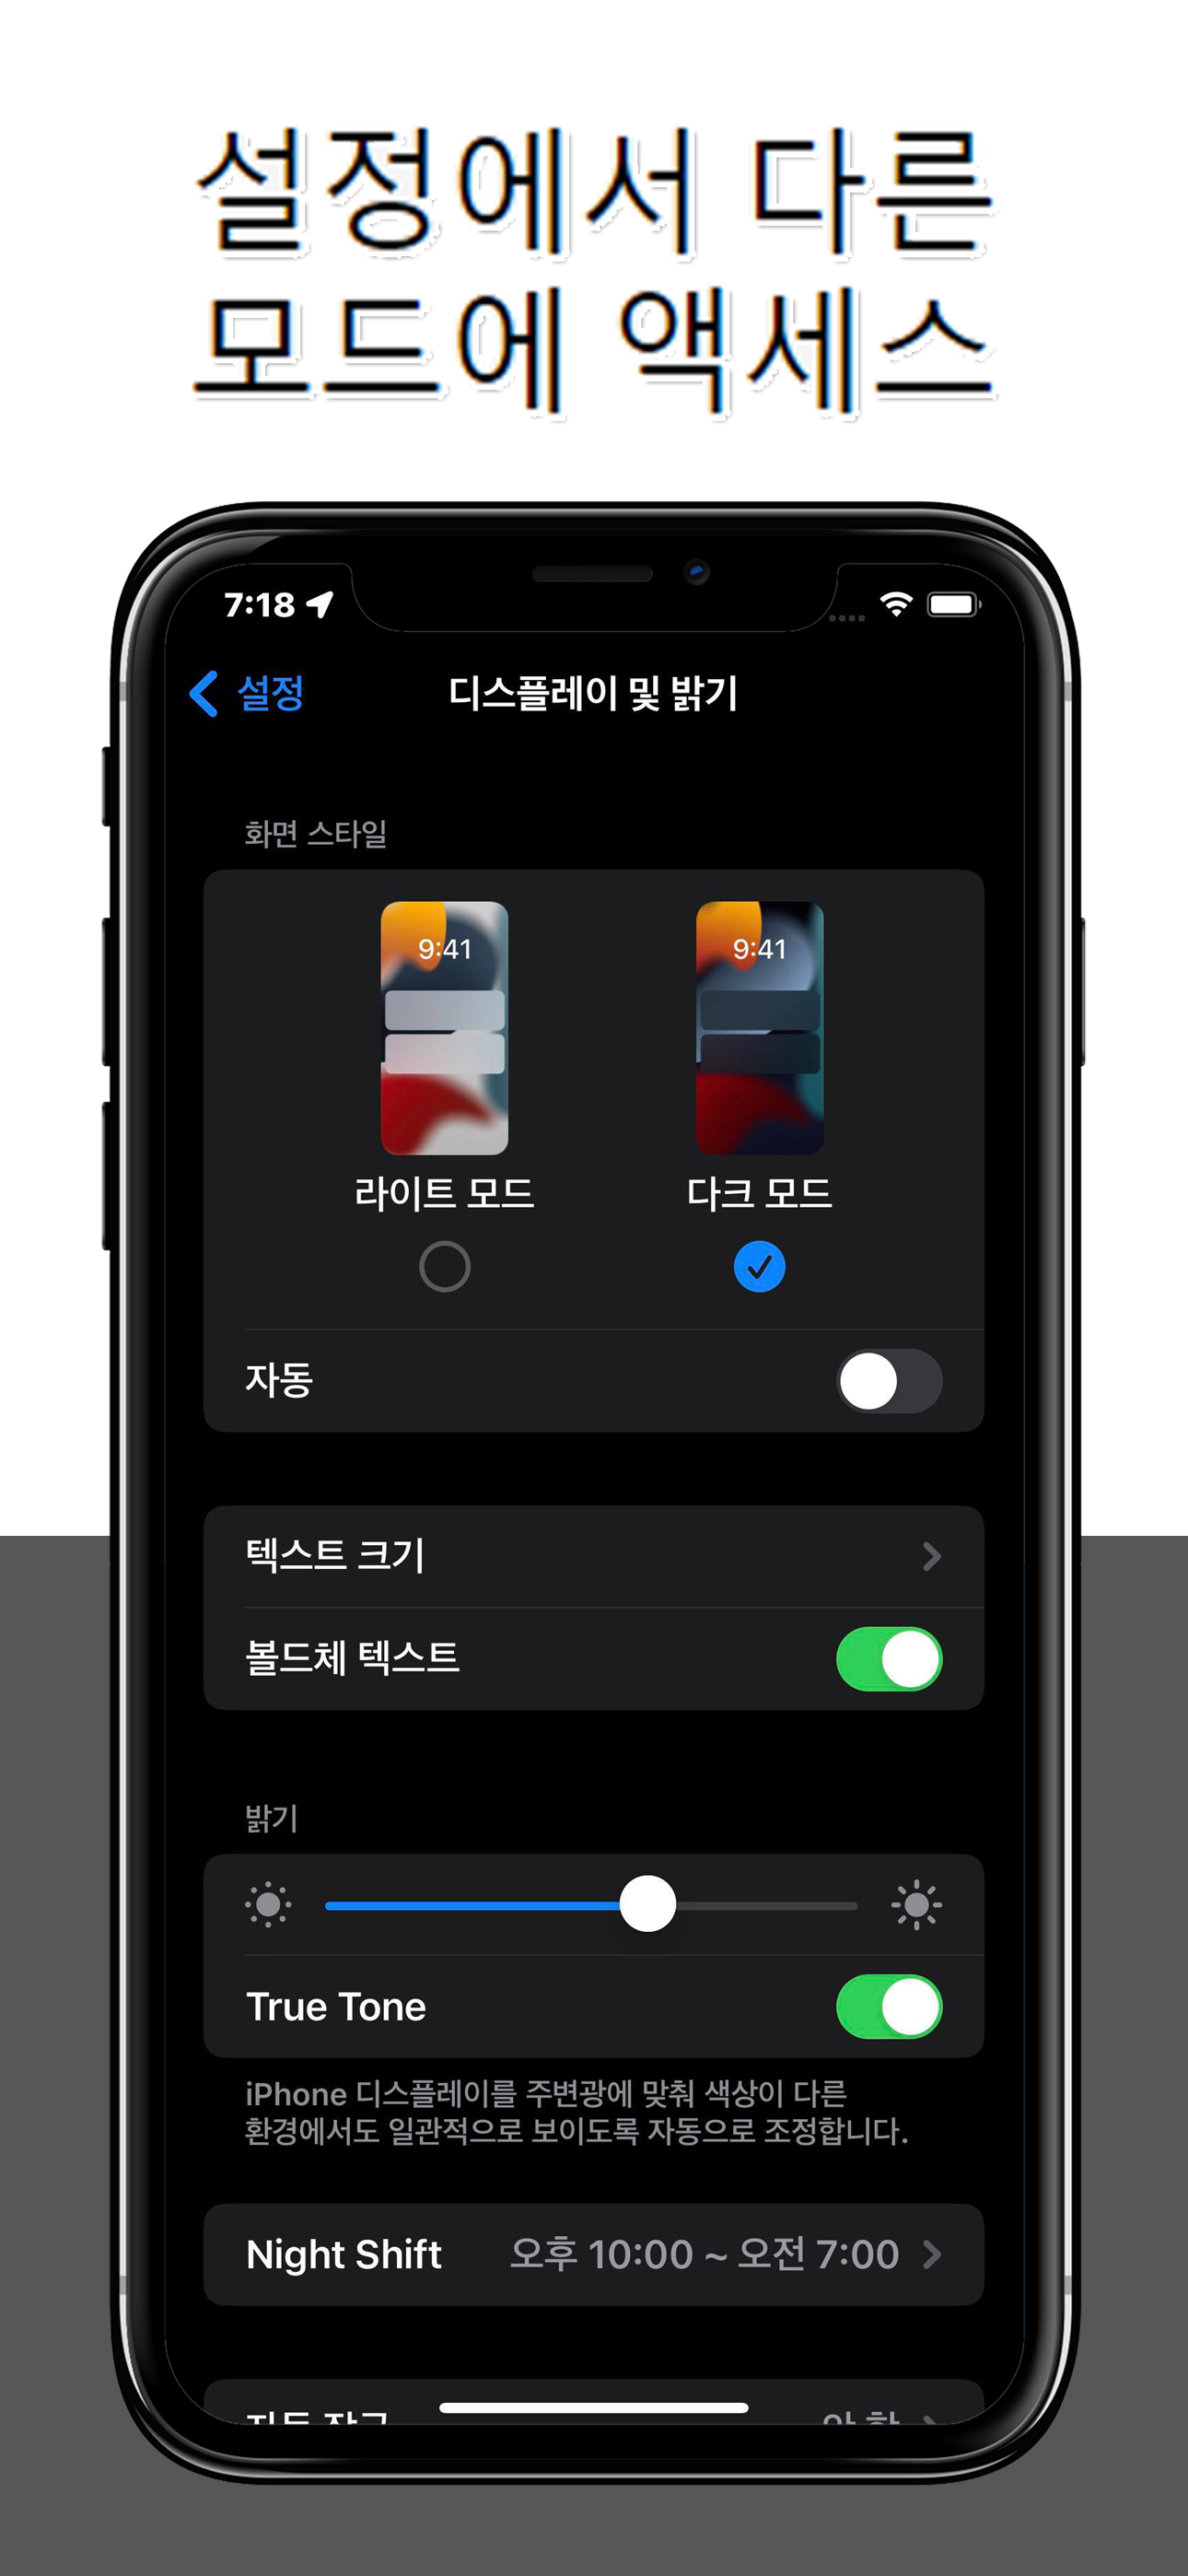 설정에서 다른
모드에 액세스
7:18
설정
디스플레이 및 밝기
화면 스타일
9:41
9:41
라이트 모드
다크 모드
자동
텍스트 크기
볼드체 텍스트
밝기
True Tone
iPhone 디스플레이를 주변광에 맞춰 색상이 다른
환경에서도 일관적으로 보이도록 자동으로 조정합니다.
Night Shift 오후 10:00 ~ 오전 7:00